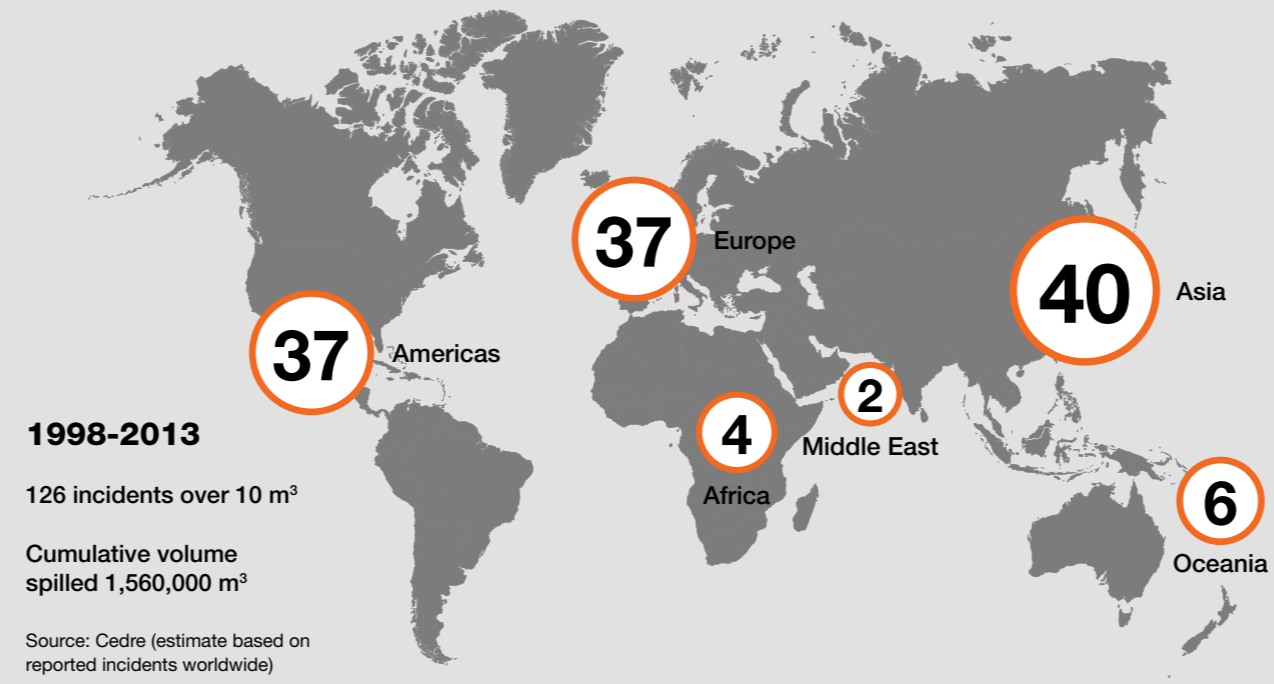 37
Europe
40
Asia
37
Americas
2
Middle East
4
Africa
6
Oceania
1998-2013
126 incidents over 10 m³
Cumulative volume
spilled 1,560,000 m³
Source: Cedre (estimate based on
reported incidents worldwide)